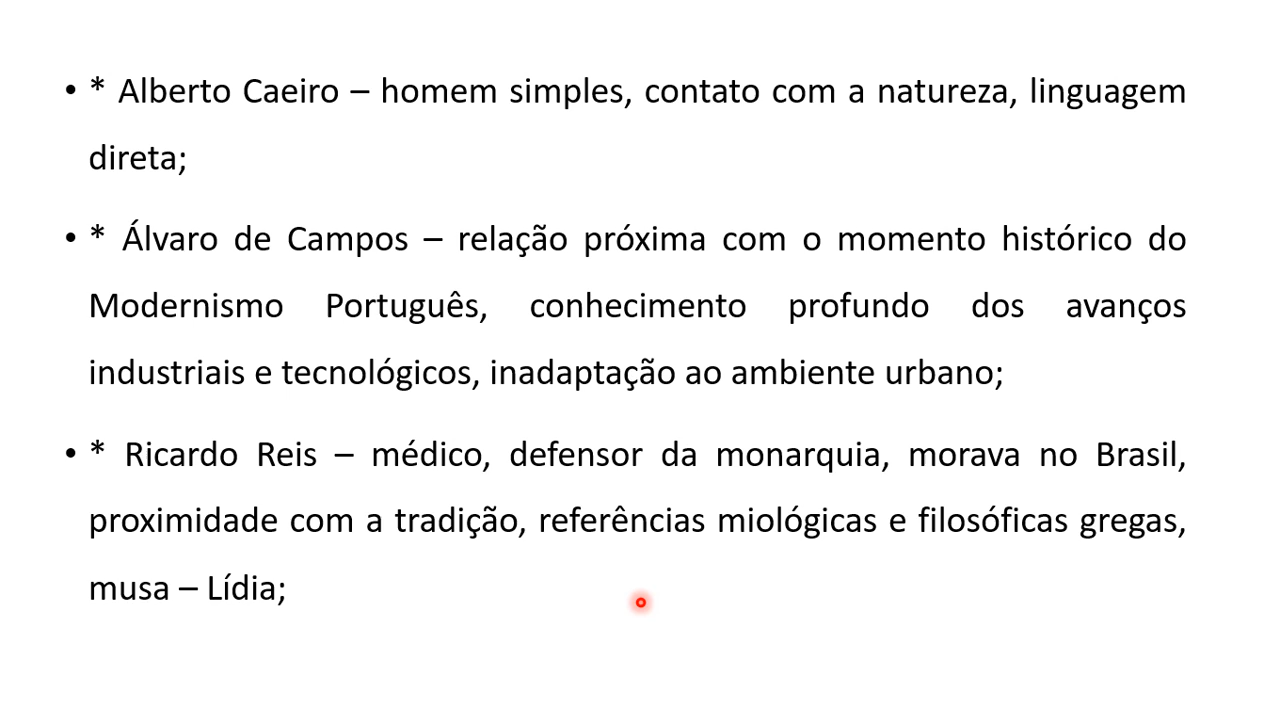 • * Alberto Caeiro – homem simples, contato com a natureza, linguagem
direta;
• * Álvaro de Campos – relação próxima com o momento histórico do
Modernismo Português, conhecimento profundo dos avanços
industriais e tecnológicos, inadaptação ao ambiente urbano;
• * Ricardo Reis – médico, defensor da monarquia, morava no Brasil,
proximidade com a tradição, referências miológicas e filosóficas gregas,
musa – Lídia;